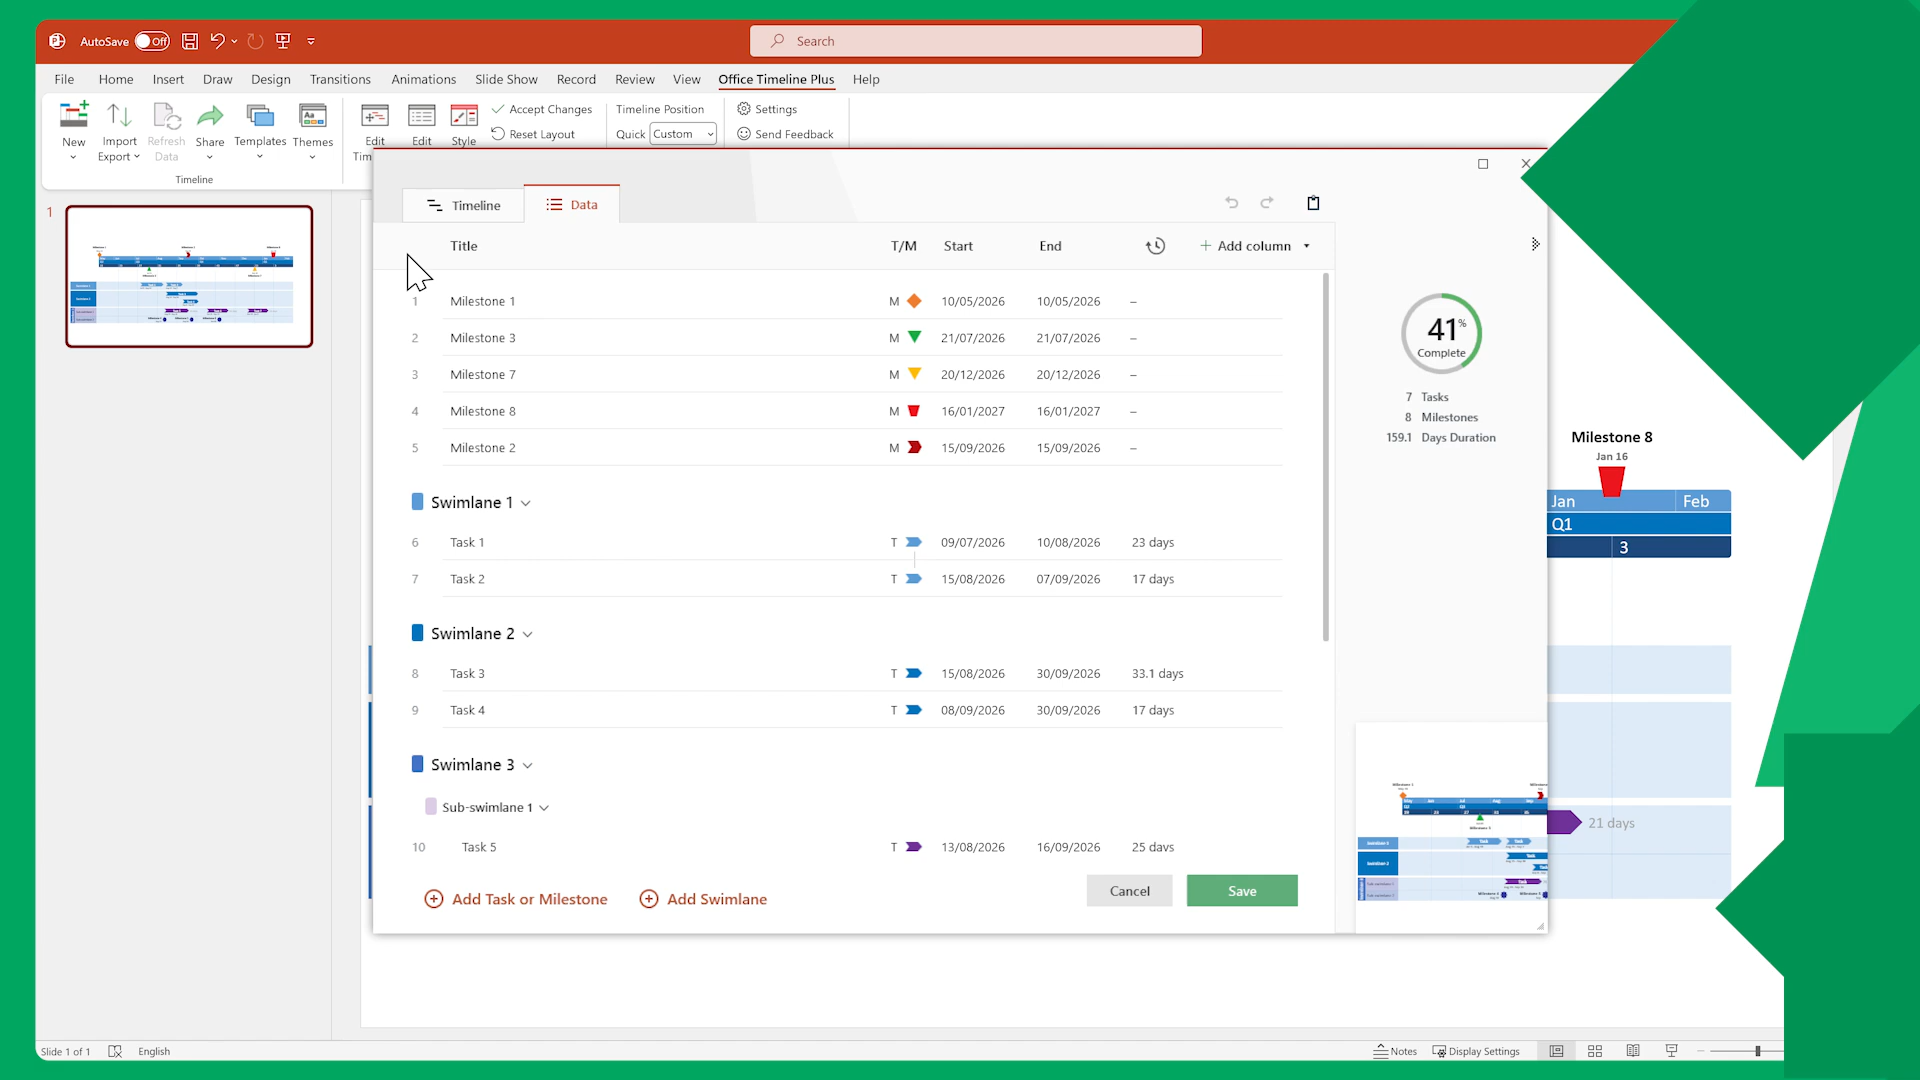 AutoSave Off Search
File Home Insert Draw Design Transitions Animations Slide Show Record Review View Office Timeline Plus Help
New Import Export Refresh Data Share Templates Themes
Edit Edit Style
Accept Changes
Reset Layout
Timeline Position
Quick Custom
Settings
Send Feedback
Timeline
1
Timeline Data
Title T/M Start End Add column
1 Milestone 1 M 10/05/2026 10/05/2026 –
2 Milestone 3 M 21/07/2026 21/07/2026 –
3 Milestone 7 M 20/12/2026 20/12/2026 –
4 Milestone 8 M 16/01/2027 16/01/2027 –
5 Milestone 2 M 15/09/2026 15/09/2026 –
Swimlane 1
6 Task 1 T 09/07/2026 10/08/2026 23 days
7 Task 2 T 15/08/2026 07/09/2026 17 days
Swimlane 2
8 Task 3 T 15/08/2026 30/09/2026 33.1 days
9 Task 4 T 08/09/2026 30/09/2026 17 days
Swimlane 3
Sub-swimlane 1
10 Task 5 T 13/08/2026 16/09/2026 25 days
Add Task or Milestone Add Swimlane
Cancel Save
41%
Complete
7 Tasks
8 Milestones
159.1 Days Duration
Milestone 8
Jan 16
Jan Feb
Q1
3
21 days
Slide 1 of 1 English Notes Display Settings